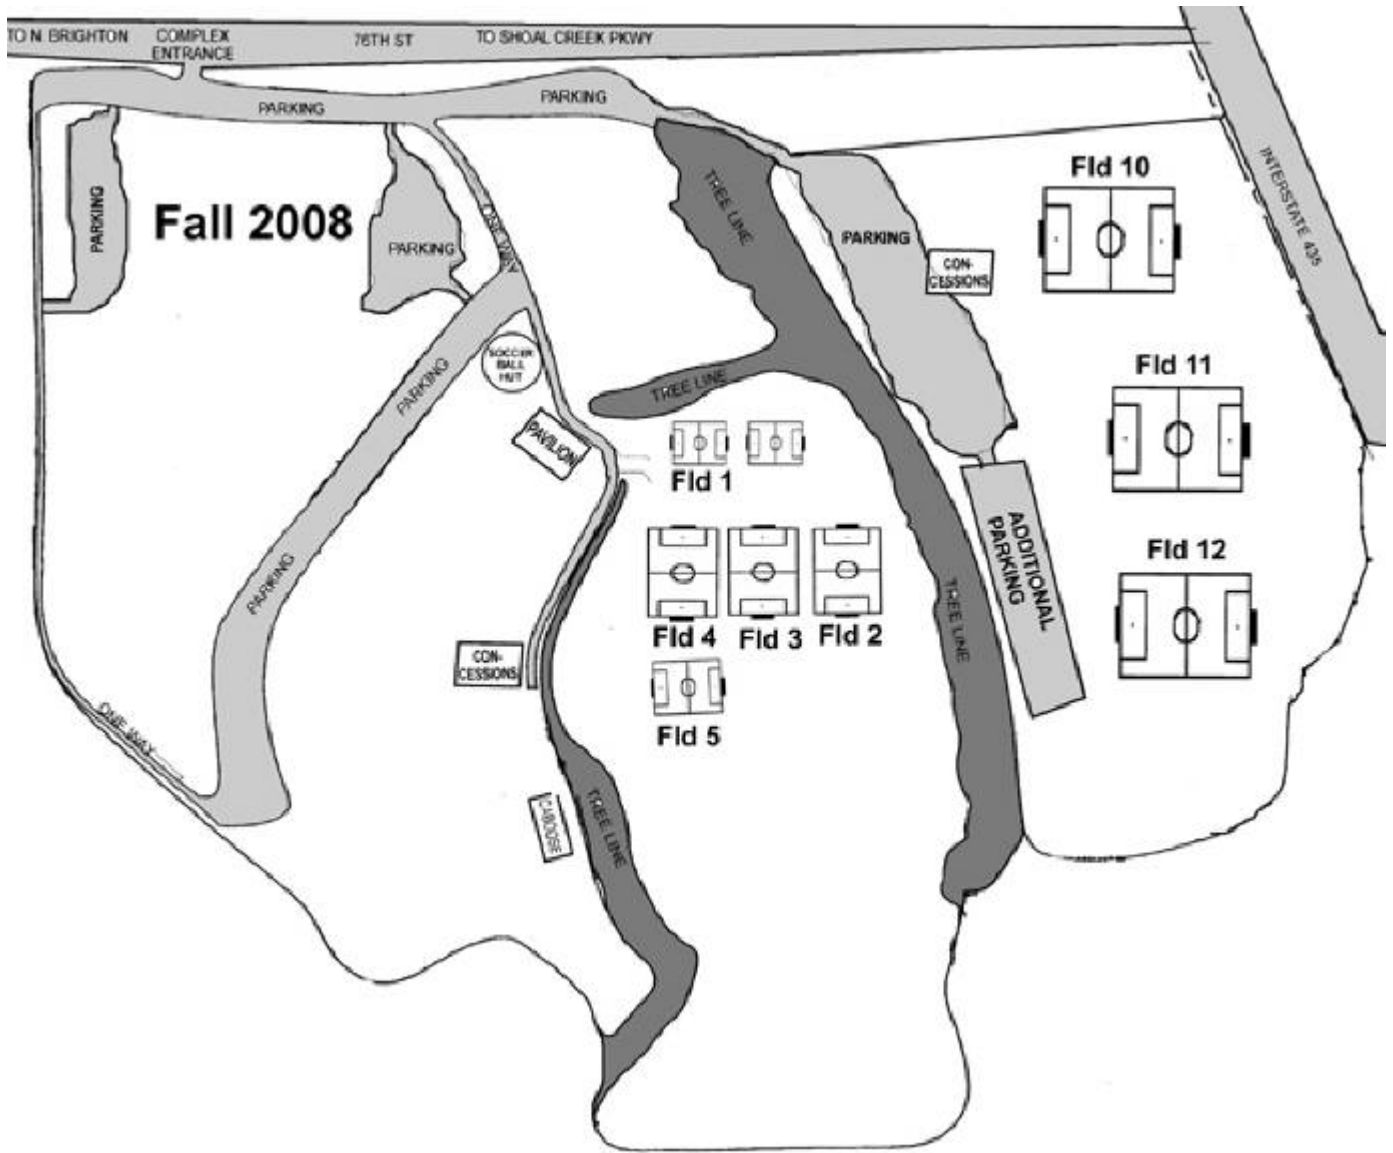 TO N BRIGHTON
COMPLEX
ENTRANCE
76TH ST
TO SHOAL CREEK PKWY
PARKING
PARKING
INTERSTATE 435
Fall 2008
PARKING
PARKING
ONE WAY
TREE LINE
PARKING
CON-
CESSIONS
Fld 10
SOCCER
BALL
HUT
PARKING
TREE LINE
Fld 11
PAVILION
Fld 1
ADDITIONAL
PARKING
Fld 12
PARKING
Fld 4
Fld 3
Fld 2
TREE LINE
CON-
CESSIONS
Fld 5
ONE WAY
CABOOSE
TREE LINE